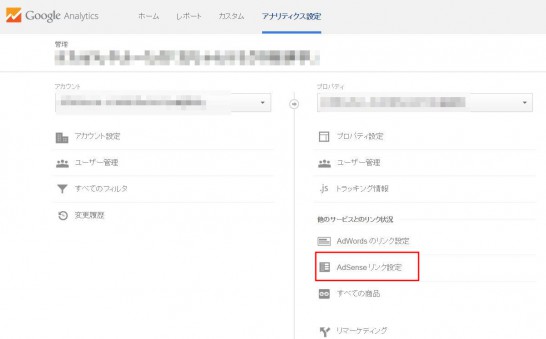 Google Analytics ホーム レポート カスタム アナリティクス設定
管理
アカウント
アカウント設定
ユーザー管理
すべてのフィルタ
変更履歴
プロパティ
プロパティ設定
ユーザー管理
.js トラッキング情報
他のサービスとのリンク状況
AdWords のリンク設定
AdSense リンク設定
すべての商品
リマーケティング